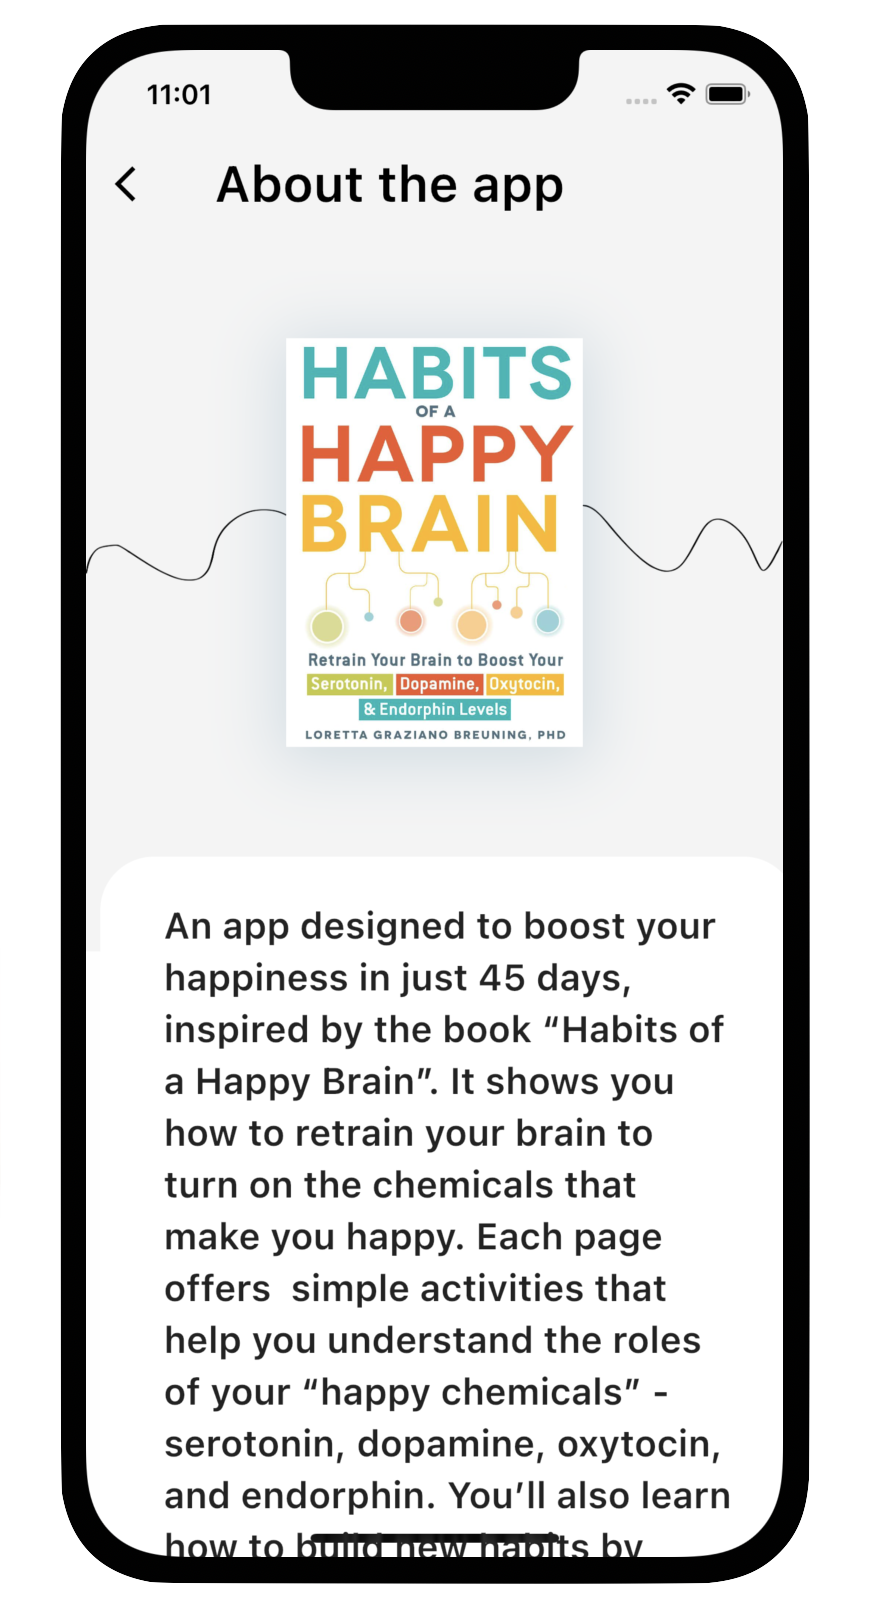 11:01
About the app
HABITS
OF A
HAPPY
BRAIN
Retrain Your Brain to Boost Your
Serotonin, Dopamine, Oxytocin,
& Endorphin Levels
LORETTA GRAZIANO BREUNING, PHD
An app designed to boost your
happiness in just 45 days,
inspired by the book “Habits of
a Happy Brain”. It shows you
how to retrain your brain to
turn on the chemicals that
make you happy. Each page
offers  simple activities that
help you understand the roles
of your “happy chemicals” -
serotonin, dopamine, oxytocin,
and endorphin. You’ll also learn
how to build new habits by